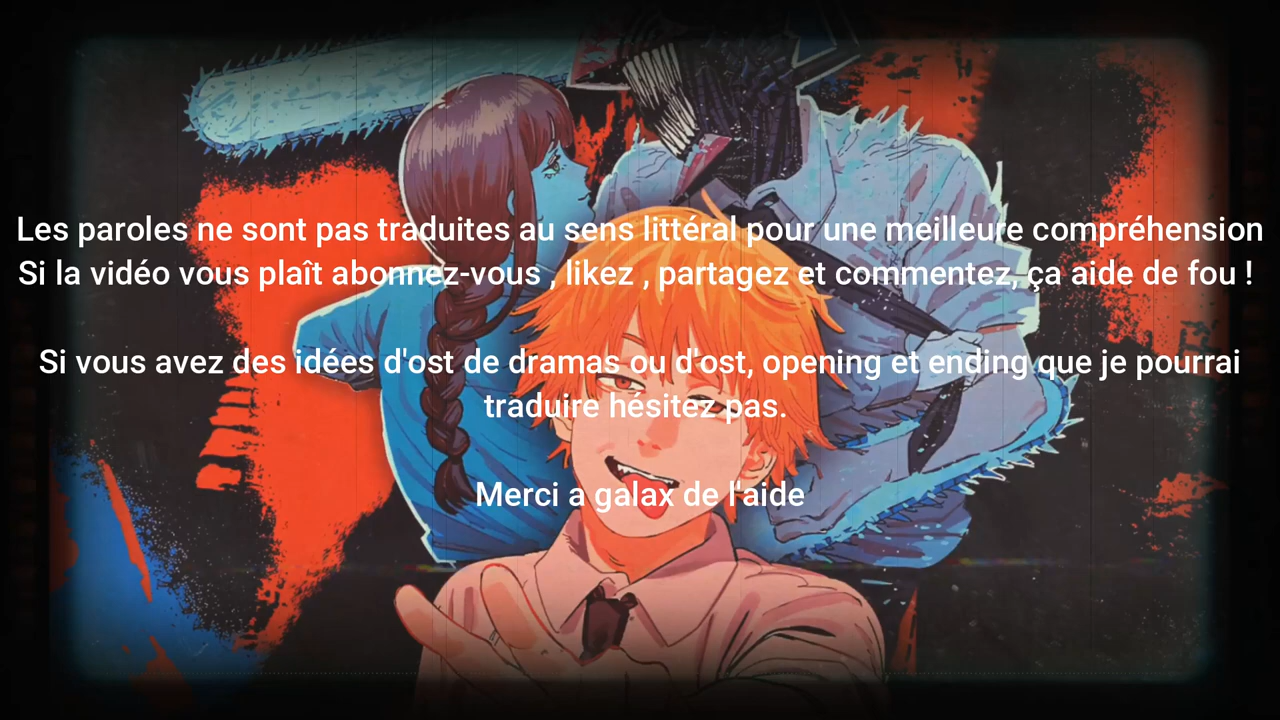 Les paroles ne sont pas traduites au sens littéral pour une meilleure compréhension
Si la vidéo vous plaît abonnez-vous , likez , partagez et commentez, ça aide de fou !
Si vous avez des idées d'ost de dramas ou d'ost, opening et ending que je pourrai
traduire hésitez pas.
Merci a galax de l'aide